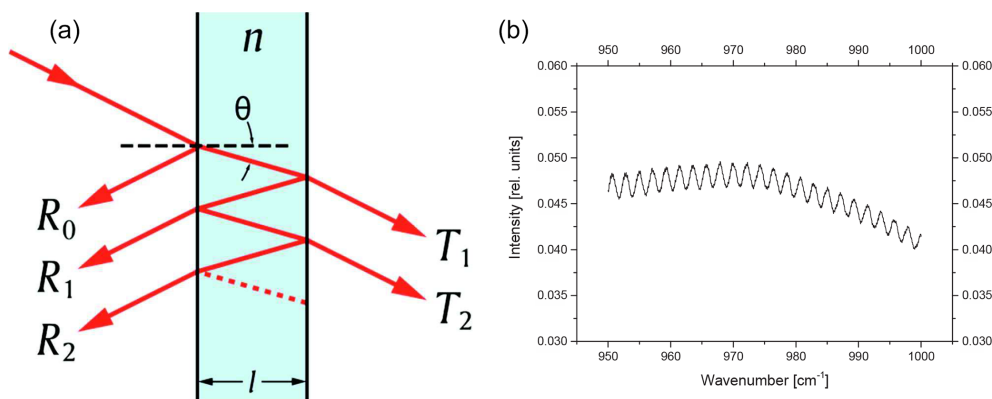 (a)
n
θ
R0
R1
R2
T1
T2
l
(b)
950 960 970 980 990 1000
0.060 0.060
0.055 0.055
0.050 0.050
0.045 0.045
0.040 0.040
0.035 0.035
0.030 0.030
Intensity [rel. units]
950 960 970 980 990 1000
Wavenumber [cm⁻¹]